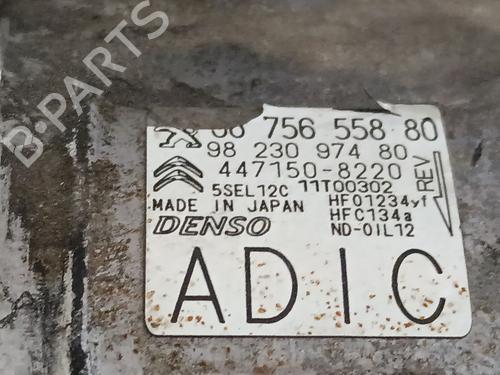 B-PARTS
756 558 80
98 230 974 80
447150-8220
5SEL12C 11T00302
MADE IN JAPAN
HFO1234yf
HFC134a
DENSO
ND-OIL12
REV
ADIC